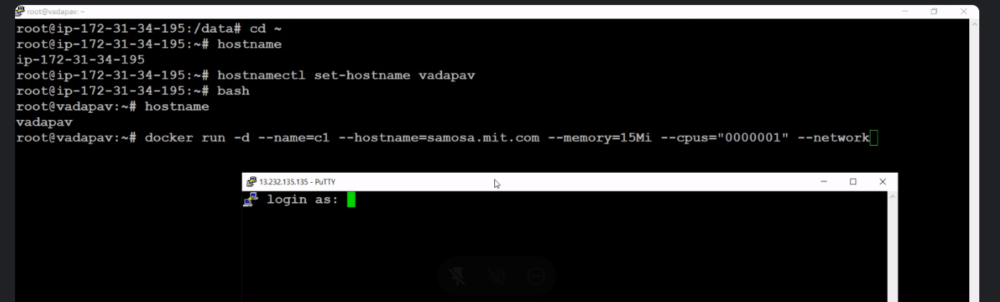 root@vadapav: ~
root@ip-172-31-34-195:/data# cd ~
root@ip-172-31-34-195:~# hostname
ip-172-31-34-195
root@ip-172-31-34-195:~# hostnamectl set-hostname vadapav
root@ip-172-31-34-195:~# bash
root@vadapav:~# hostname
vadapav
root@vadapav:~# docker run -d --name=c1 --hostname=samosa.mit.com --memory=15Mi --cpus="0000001" --network
13.232.135.135 - PuTTY
login as: